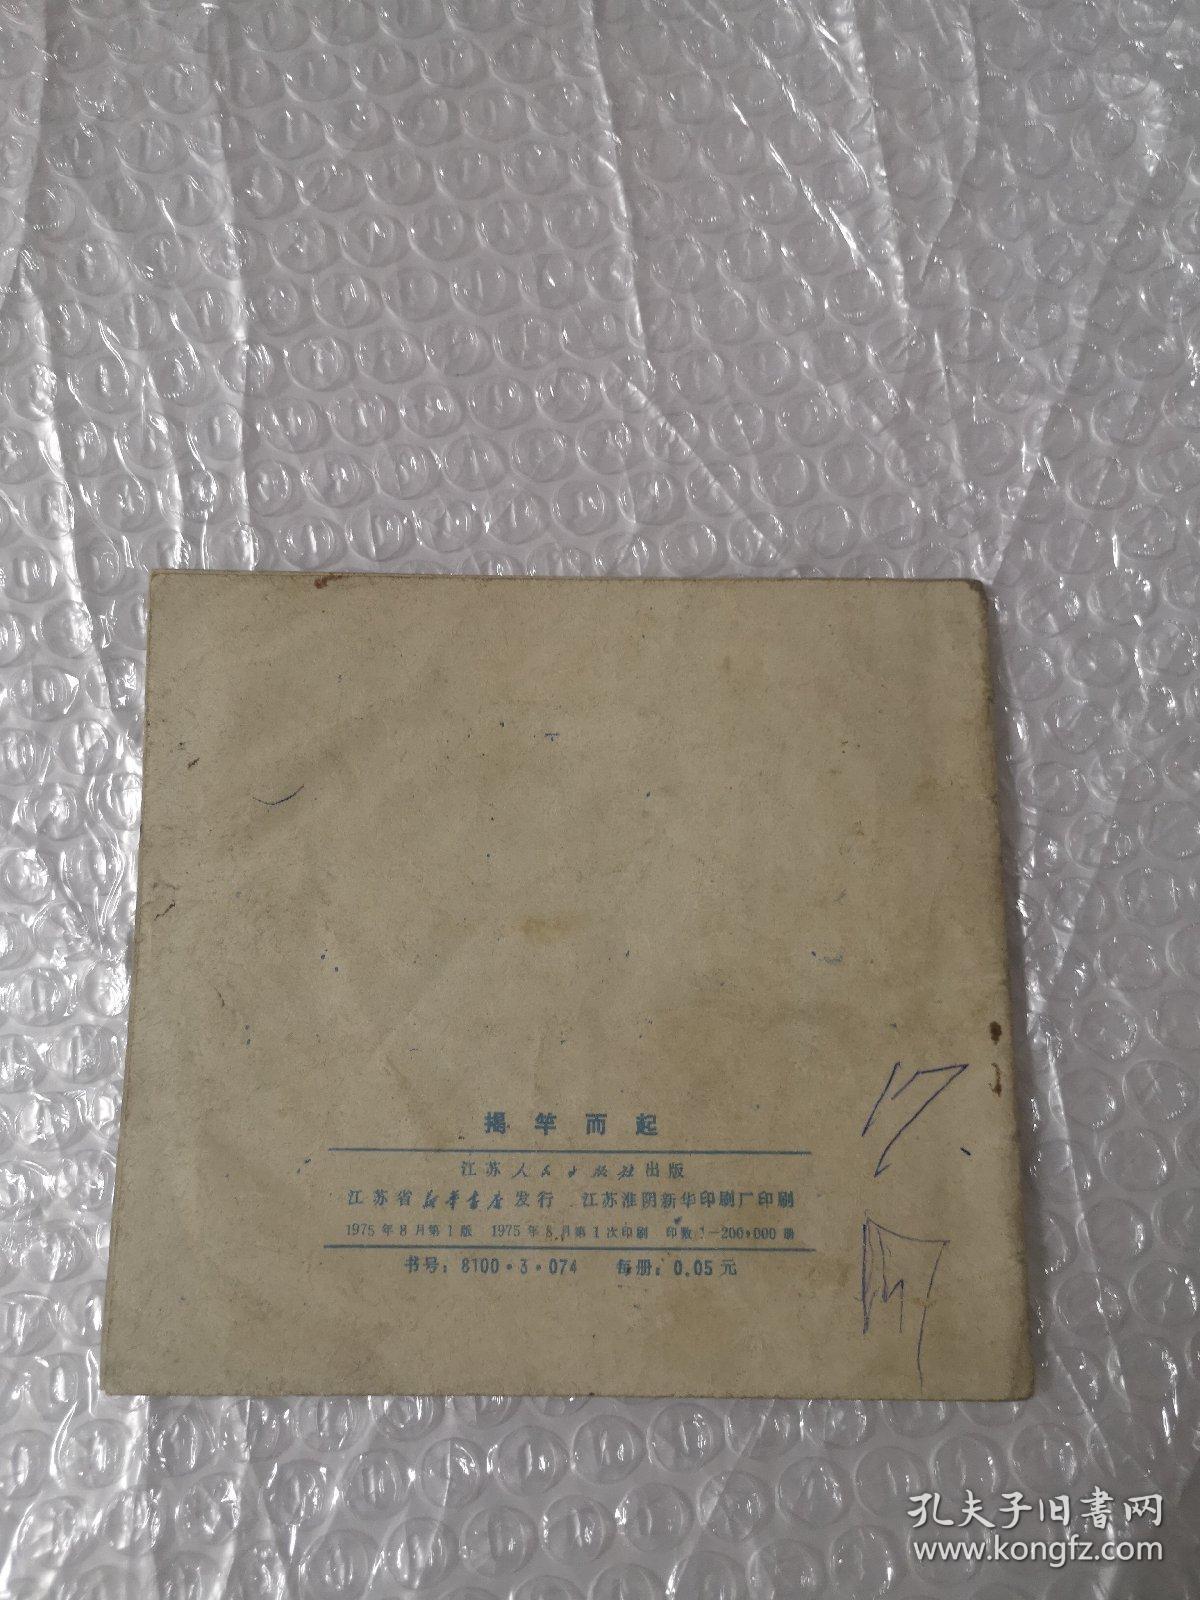 揭竿而起
江苏人民出版社出版
江苏省新华书店发行 江苏淮阴新华印刷厂印刷
1975年8月第1版 1975年8月第1次印刷 印数1—200,000册
书号：8100·3·074 每册：0.05元
孔夫子旧書网
www.kongfz.com